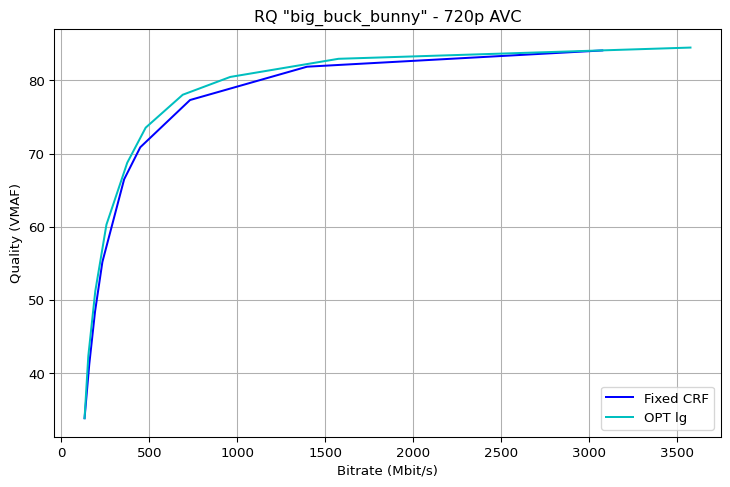 RQ "big_buck_bunny" - 720p AVC
Quality (VMAF)
80
70
60
50
40
0 500 1000 1500 2000 2500 3000 3500
Bitrate (Mbit/s)
Fixed CRF
OPT lg